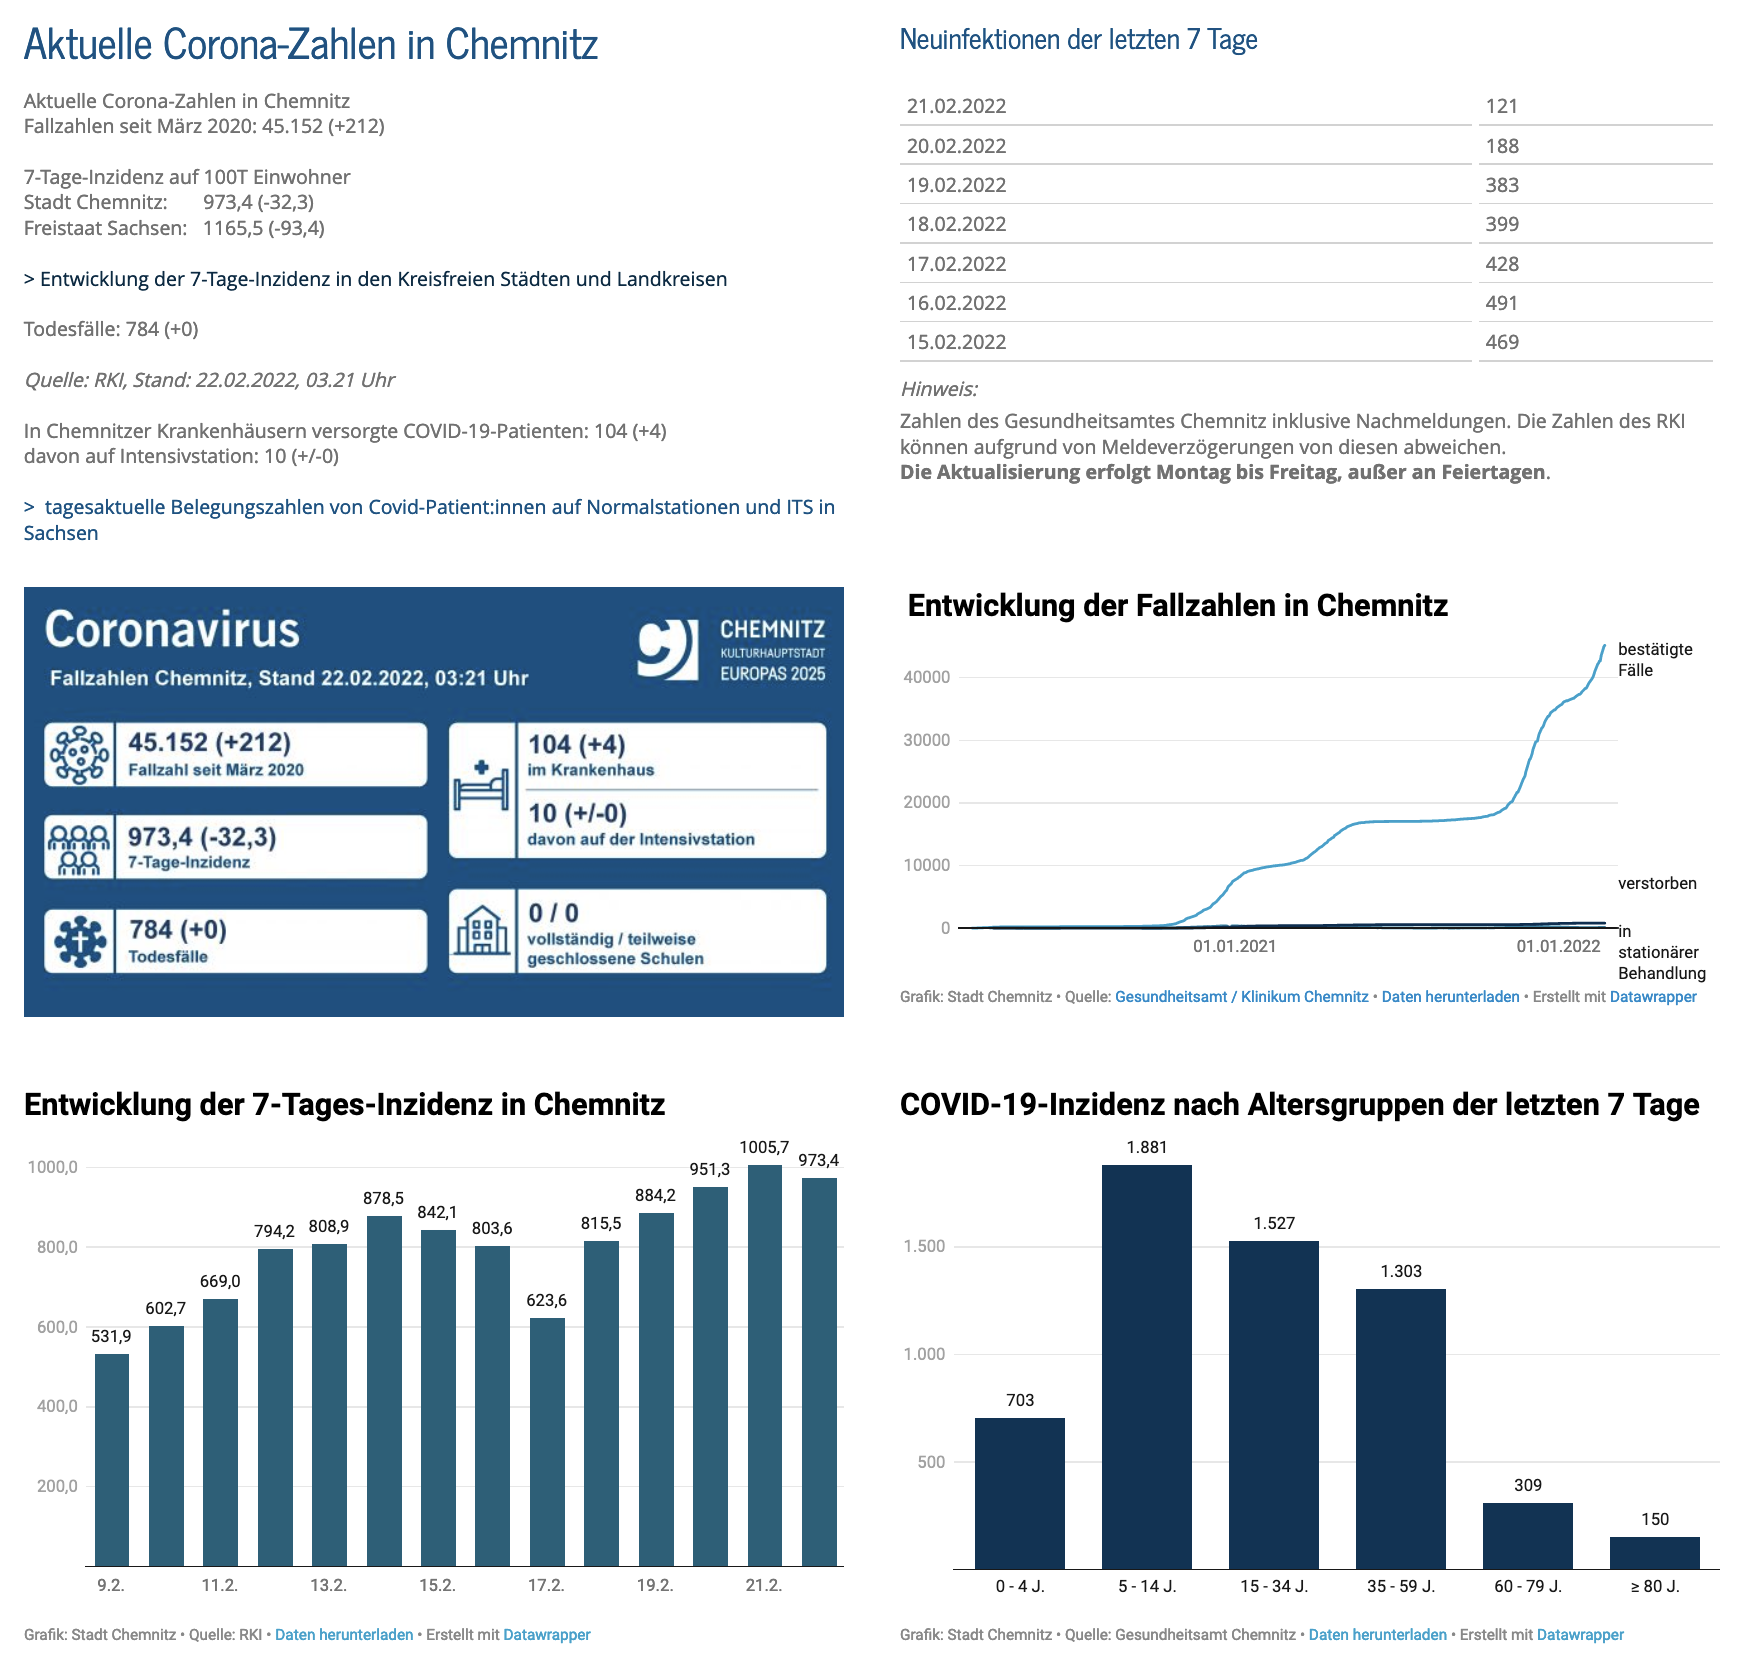 Aktuelle Corona-Zahlen in Chemnitz
Aktuelle Corona-Zahlen in Chemnitz
Fallzahlen seit März 2020: 45.152 (+212)
7-Tage-Inzidenz auf 100T Einwohner
Stadt Chemnitz: 973,4 (-32,3)
Freistaat Sachsen: 1165,5 (-93,4)
> Entwicklung der 7-Tage-Inzidenz in den Kreisfreien Städten und Landkreisen
Todesfälle: 784 (+0)
Quelle: RKI, Stand: 22.02.2022, 03.21 Uhr
In Chemnitzer Krankenhäusern versorgte COVID-19-Patienten: 104 (+4)
davon auf Intensivstation: 10 (+/-0)
> tagesaktuelle Belegungszahlen von Covid-Patient:innen auf Normalstationen und ITS in
Sachsen
Neuinfektionen der letzten 7 Tage
21.02.2022 121
20.02.2022 188
19.02.2022 383
18.02.2022 399
17.02.2022 428
16.02.2022 491
15.02.2022 469
Hinweis:
Zahlen des Gesundheitsamtes Chemnitz inklusive Nachmeldungen. Die Zahlen des RKI
können aufgrund von Meldeverzögerungen von diesen abweichen.
Die Aktualisierung erfolgt Montag bis Freitag, außer an Feiertagen.
Coronavirus
Fallzahlen Chemnitz, Stand 22.02.2022, 03:21 Uhr
CHEMNITZ
KULTURHAUPTSTADT
EUROPAS 2025
45.152 (+212)
Fallzahl seit März 2020
973,4 (-32,3)
7-Tage-Inzidenz
784 (+0)
Todesfälle
104 (+4)
im Krankenhaus
10 (+/-0)
davon auf der Intensivstation
0 / 0
vollständig / teilweise
geschlossene Schulen
Entwicklung der Fallzahlen in Chemnitz
bestätigte
Fälle
40000
30000
20000
10000
verstorben
0
in
stationärer
Behandlung
01.01.2021 01.01.2022
Grafik: Stadt Chemnitz • Quelle: Gesundheitsamt / Klinikum Chemnitz • Daten herunterladen • Erstellt mit Datawrapper
Entwicklung der 7-Tages-Inzidenz in Chemnitz
1000,0
800,0
600,0
400,0
200,0
531,9
602,7
669,0
794,2
808,9
878,5
842,1
803,6
623,6
815,5
884,2
951,3
1005,7
973,4
9.2. 11.2. 13.2. 15.2. 17.2. 19.2. 21.2.
Grafik: Stadt Chemnitz • Quelle: RKI • Daten herunterladen • Erstellt mit Datawrapper
COVID-19-Inzidenz nach Altersgruppen der letzten 7 Tage
1.500
1.000
500
703
1.881
1.527
1.303
309
150
0 - 4 J. 5 - 14 J. 15 - 34 J. 35 - 59 J. 60 - 79 J. ≥ 80 J.
Grafik: Stadt Chemnitz • Quelle: Gesundheitsamt Chemnitz • Daten herunterladen • Erstellt mit Datawrapper